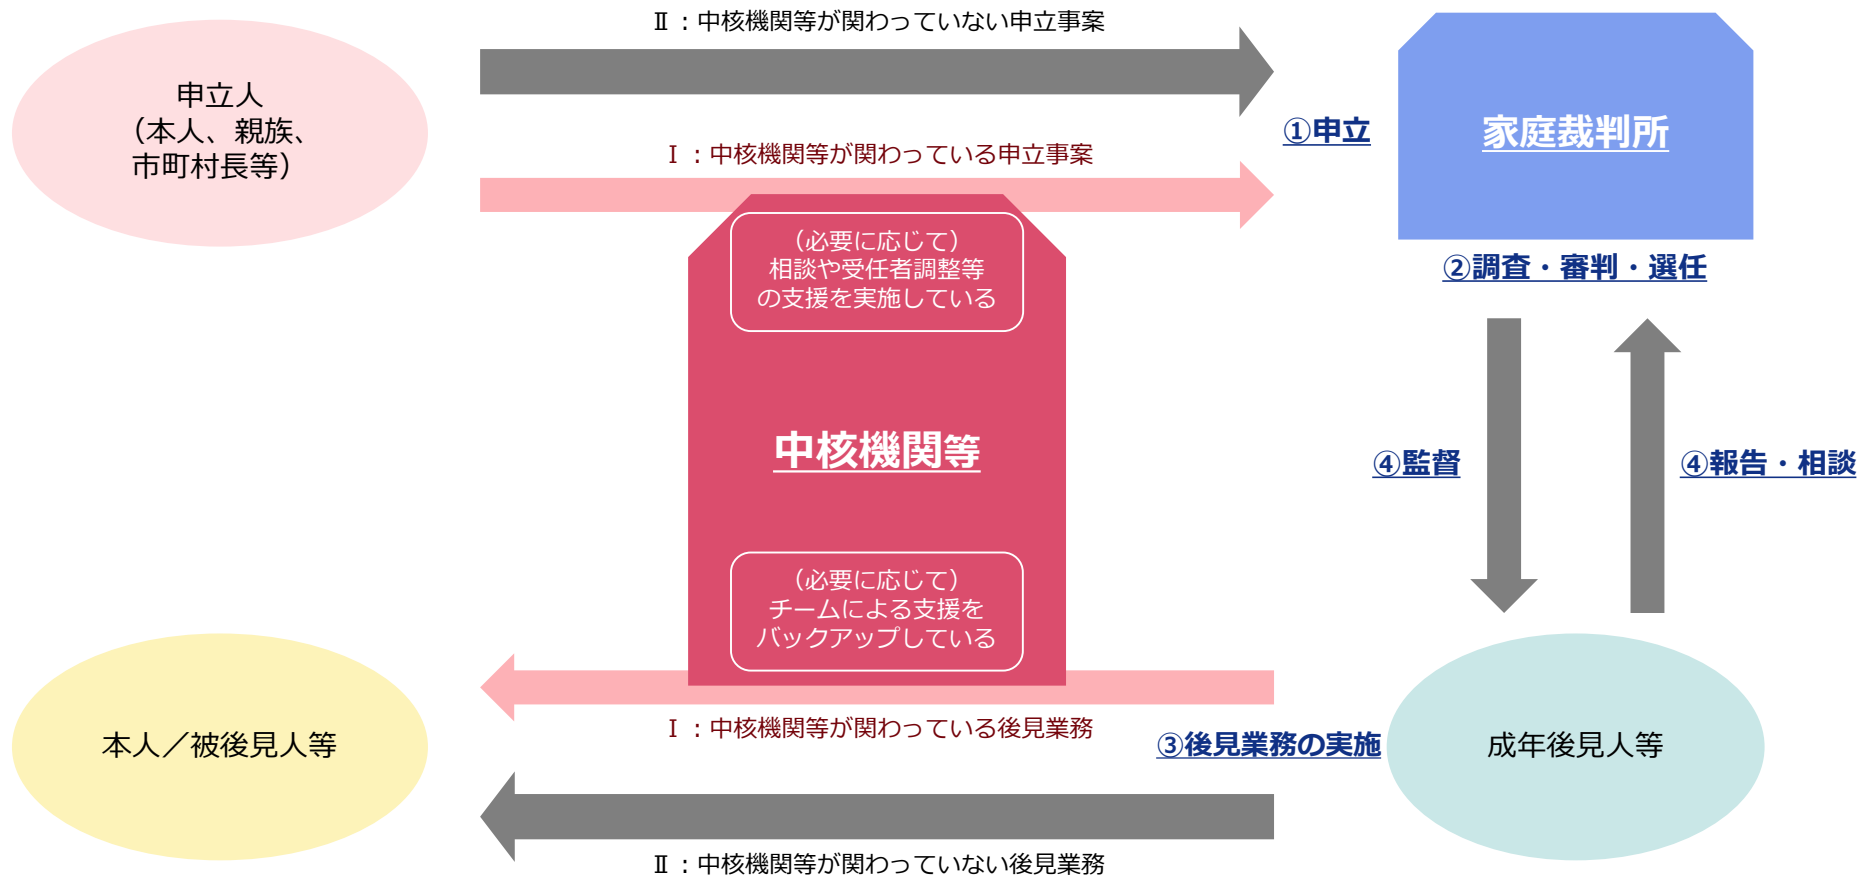 Ⅱ：中核機関等が関わっていない申立事案
申立人
（本人、親族、
市町村長等）
①申立
家庭裁判所
Ⅰ：中核機関等が関わっている申立事案
（必要に応じて）
相談や受任者調整等
の支援を実施している
②調査・審判・選任
中核機関等
④監督
④報告・相談
（必要に応じて）
チームによる支援を
バックアップしている
Ⅰ：中核機関等が関わっている後見業務
本人／被後見人等
③後見業務の実施
成年後見人等
Ⅱ：中核機関等が関わっていない後見業務